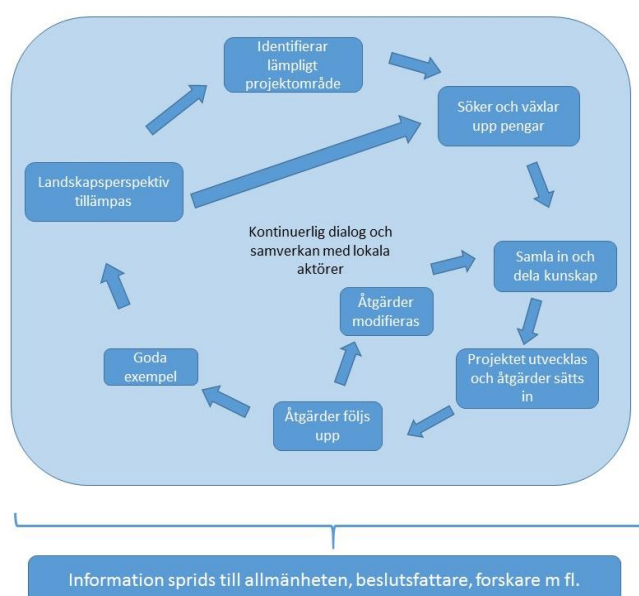 Identifierar
lämpligt
projektområde
Söker och växlar
upp pengar
Landskapsperspektiv
tillämpas
Kontinuerlig dialog och
samverkan med lokala
aktörer
Samla in och
dela kunskap
Åtgärder
modifieras
Goda
exempel
Projektet utvecklas
och åtgärder sätts
in
Åtgärder följs
upp
Information sprids till allmänheten, beslutsfattare, forskare m fl.